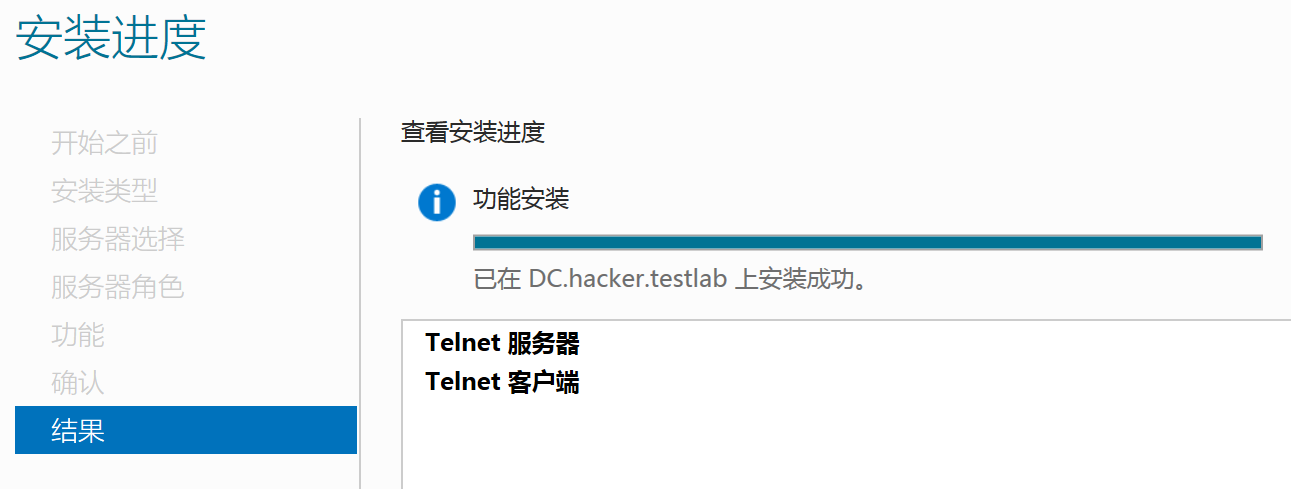 安装进度
开始之前
安装类型
服务器选择
服务器角色
功能
确认
结果
查看安装进度
功能安装
已在 DC.hacker.testlab 上安装成功。
Telnet 服务器
Telnet 客户端